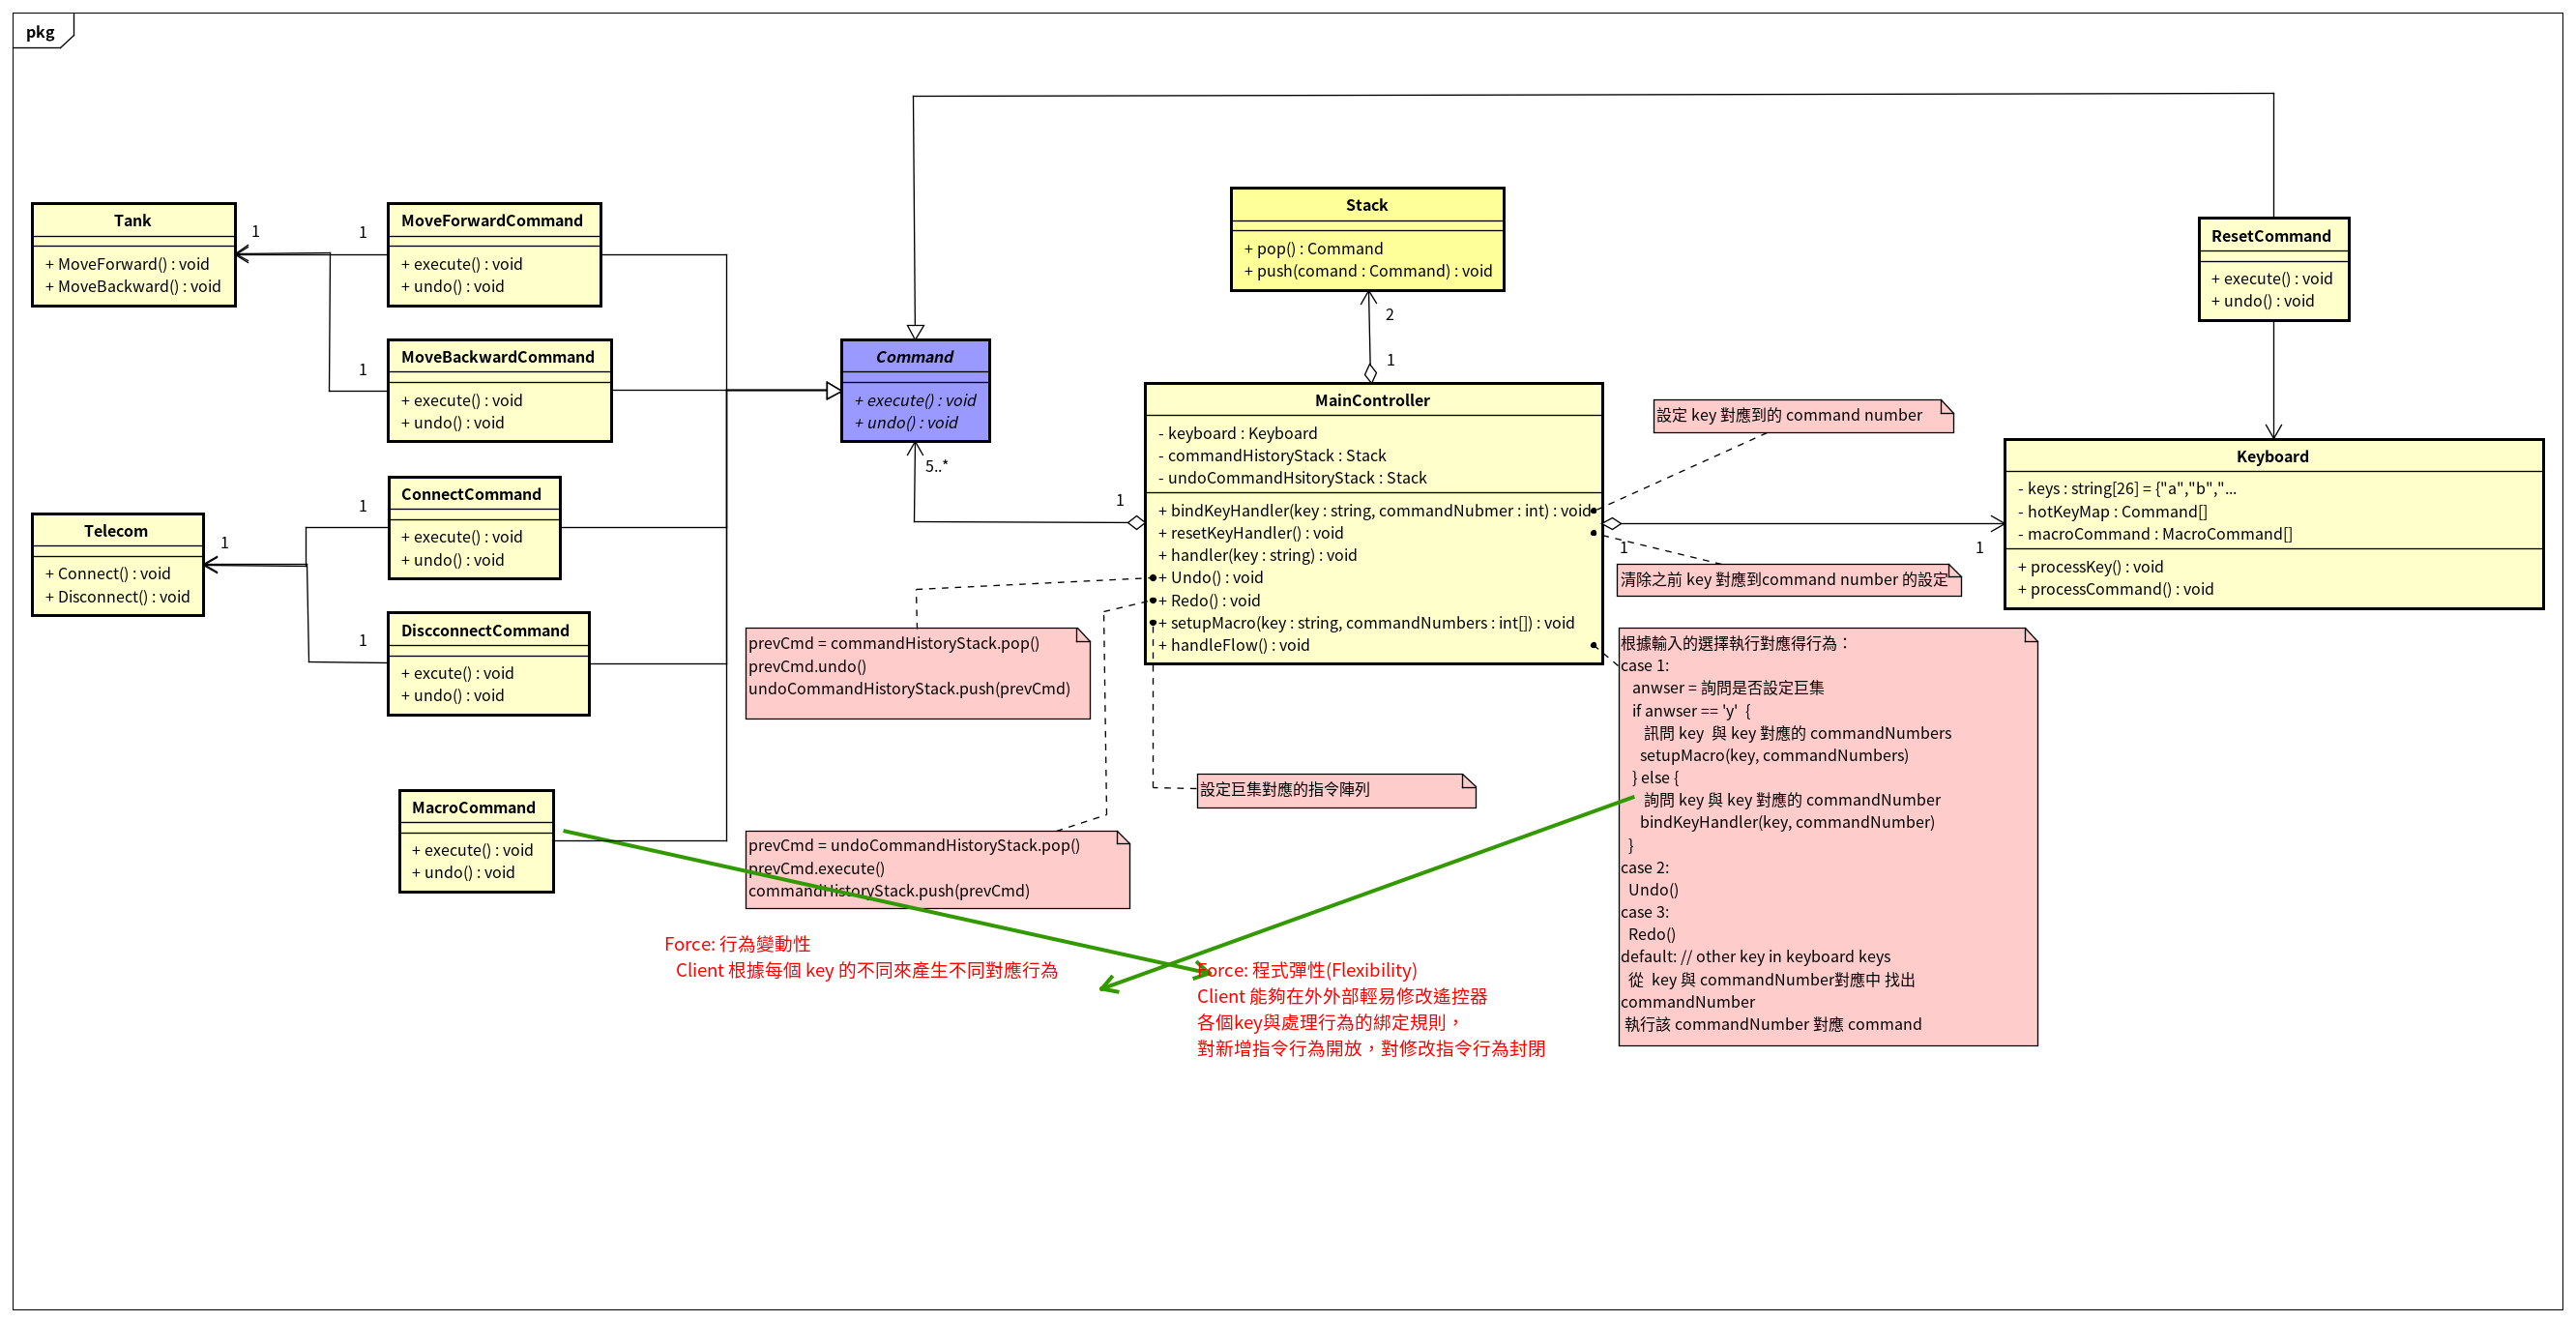 pkg
Tank
+ MoveForward() : void
+ MoveBackward() : void
1
1
MoveForwardCommand
+ execute() : void
+ undo() : void
1
MoveBackwardCommand
+ execute() : void
+ undo() : void
Telecom
+ Connect() : void
+ Disconnect() : void
1
1
ConnectCommand
+ execute() : void
+ undo() : void
1
DiscconnectCommand
+ excute() : void
+ undo() : void
MacroCommand
+ execute() : void
+ undo() : void
Command
+ execute() : void
+ undo() : void
5..*
1
Stack
+ pop() : Command
+ push(comand : Command) : void
2
1
MainController
- keyboard : Keyboard
- commandHistoryStack : Stack
- undoCommandHsitoryStack : Stack
+ bindKeyHandler(key : string, commandNubmer : int) : void
+ resetKeyHandler() : void
+ handler(key : string) : void
+ Undo() : void
+ Redo() : void
+ setupMacro(key : string, commandNumbers : int[]) : void
+ handleFlow() : void
1
1
ResetCommand
+ execute() : void
+ undo() : void
Keyboard
- keys : string[26] = {"a","b","...
- hotKeyMap : Command[]
- macroCommand : MacroCommand[]
+ processKey() : void
+ processCommand() : void
設定 key 對應到的 command number
清除之前 key 對應到command number 的設定
prevCmd = commandHistoryStack.pop()
prevCmd.undo()
undoCommandHistoryStack.push(prevCmd)
設定巨集對應的指令陣列
prevCmd = undoCommandHistoryStack.pop()
prevCmd.execute()
commandHistoryStack.push(prevCmd)
根據輸入的選擇執行對應得行為：
case 1:
anwser = 詢問是否設定巨集
if anwser == 'y' {
訊問 key 與 key 對應的 commandNumbers
setupMacro(key, commandNumbers)
} else {
詢問 key 與 key 對應的 commandNumber
bindKeyHandler(key, commandNumber)
}
case 2:
Undo()
case 3:
Redo()
default: // other key in keyboard keys
從 key 與 commandNumber對應中 找出
commandNumber
執行該 commandNumber 對應 command
Force: 行為變動性
Client 根據每個 key 的不同來產生不同對應行為
Force: 程式彈性(Flexibility)
Client 能夠在外外部輕易修改遙控器
各個key與處理行為的綁定規則，
對新增指令行為開放，對修改指令行為封閉